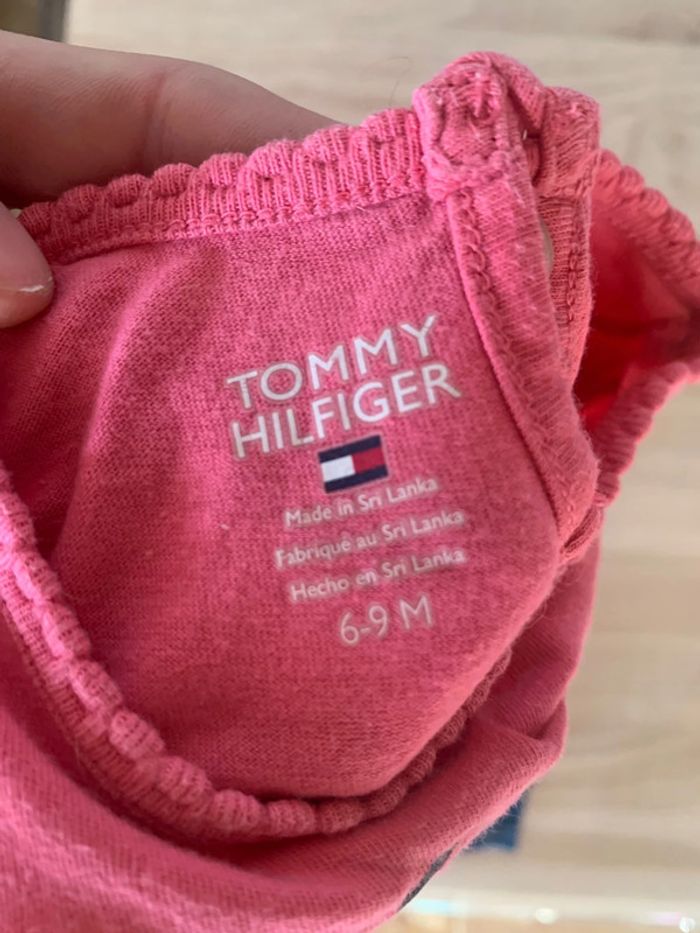 TOMMY
HILFIGER
Made in Sri Lanka
Fabriqué au Sri Lanka
Hecho en Sri Lanka
6-9 M